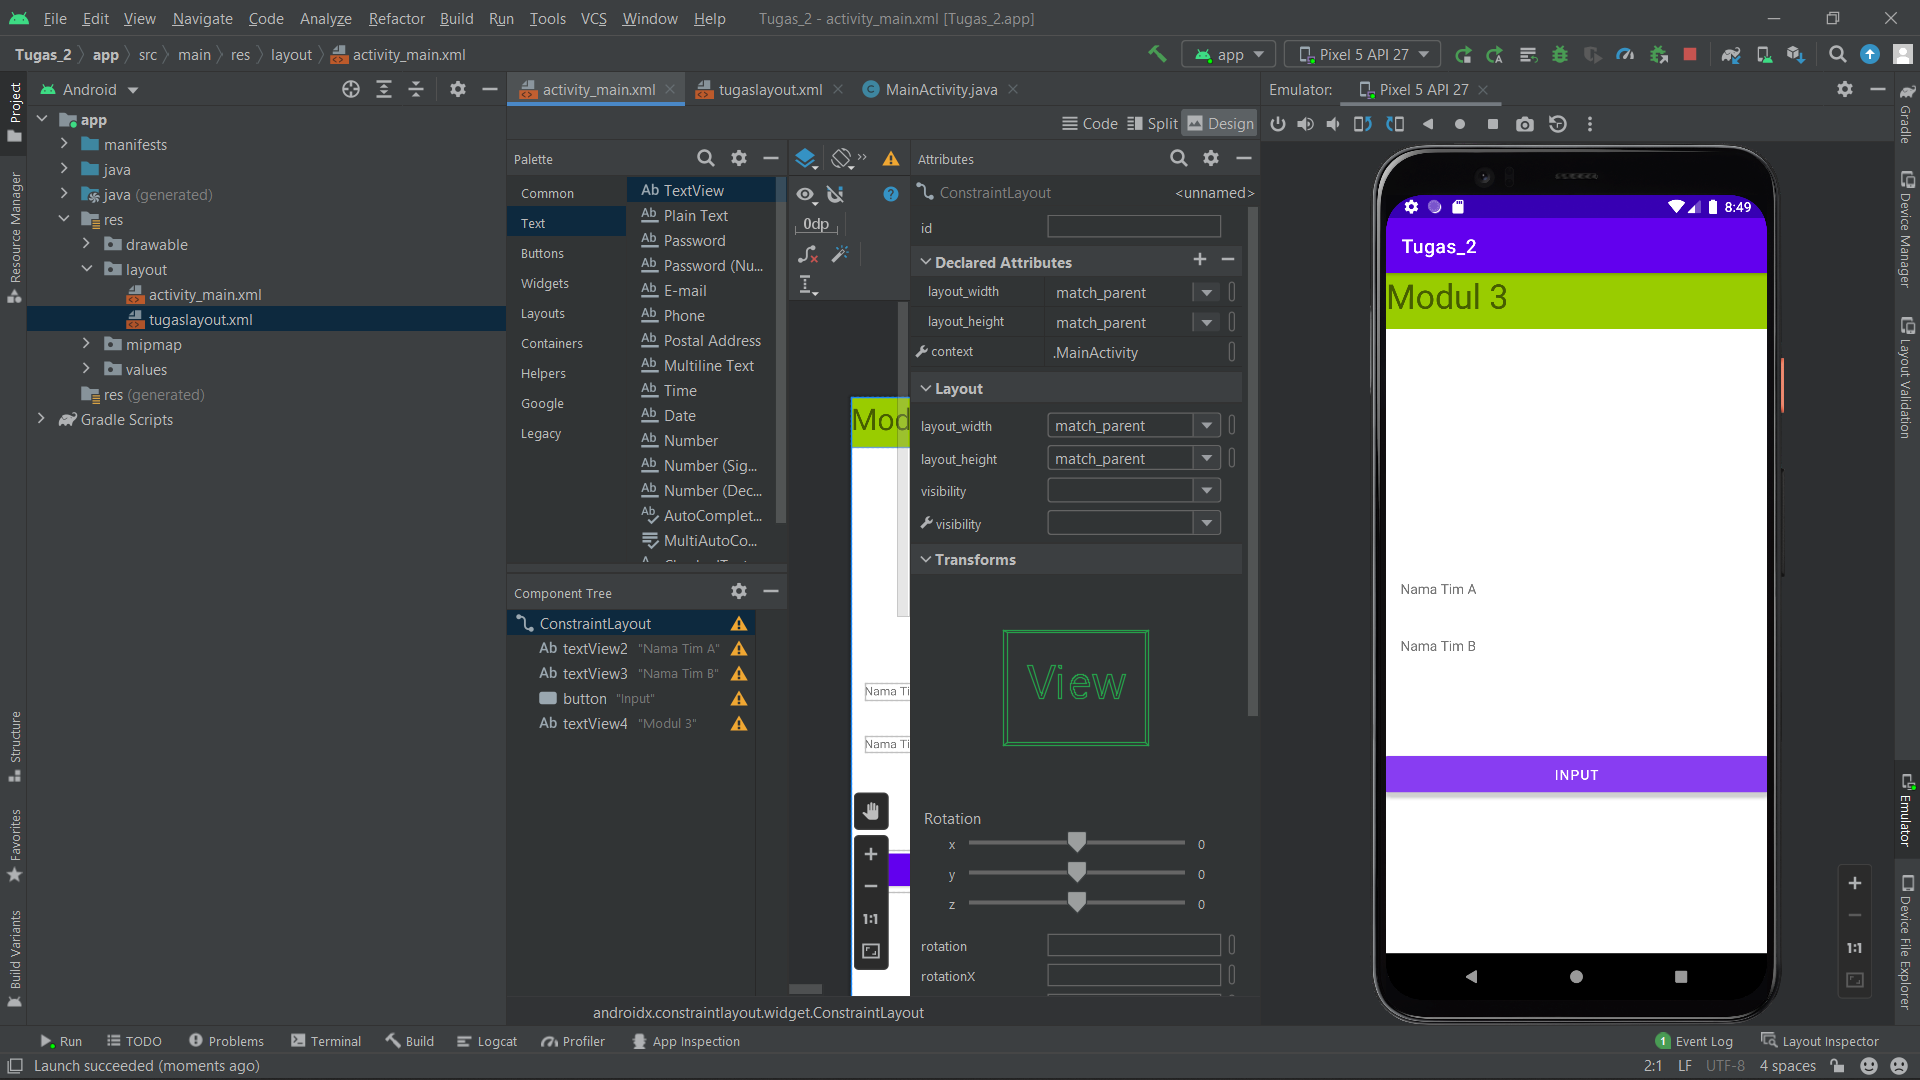 File Edit View Navigate Code Analyze Refactor Build Run Tools VCS Window Help Tugas_2 - activity_main.xml [Tugas_2.app]
Tugas_2 app src main res layout activity_main.xml
app Pixel 5 API 27
Project
Resource Manager
Structure
Favorites
Build Variants
Android
app
manifests
java
java (generated)
res
drawable
layout
activity_main.xml
tugaslayout.xml
mipmap
values
res (generated)
Gradle Scripts
activity_main.xml tugaslayout.xml MainActivity.java
Code Split Design
Palette
Common
Text
Buttons
Widgets
Layouts
Containers
Helpers
Google
Legacy
Ab TextView
Ab Plain Text
Ab Password
Ab Password (Nu...
Ab E-mail
Ab Phone
Ab Postal Address
Ab Multiline Text
Ab Time
Ab Date
Ab Number
Ab Number (Sig...
Ab Number (Dec...
Ab AutoComplet...
MultiAutoCo...
Component Tree
ConstraintLayout
Ab textView2 "Nama Tim A"
Ab textView3 "Nama Tim B"
button "Input"
Ab textView4 "Modul 3"
0dp
Mod
Nama Ti
Nama Ti
1:1
androidx.constraintlayout.widget.ConstraintLayout
Attributes
ConstraintLayout <unnamed>
id
Declared Attributes
layout_width match_parent
layout_height match_parent
context .MainActivity
Layout
layout_width match_parent
layout_height match_parent
visibility
visibility
Transforms
View
Rotation
x 0
y 0
z 0
rotation
rotationX
Emulator: Pixel 5 API 27
8:49
Tugas_2
Modul 3
Nama Tim A
Nama Tim B
INPUT
1:1
Gradle
Device Manager
Layout Validation
Emulator
Device File Explorer
Run TODO Problems Terminal Build Logcat Profiler App Inspection 1 Event Log Layout Inspector
Launch succeeded (moments ago) 2:1 LF UTF-8 4 spaces